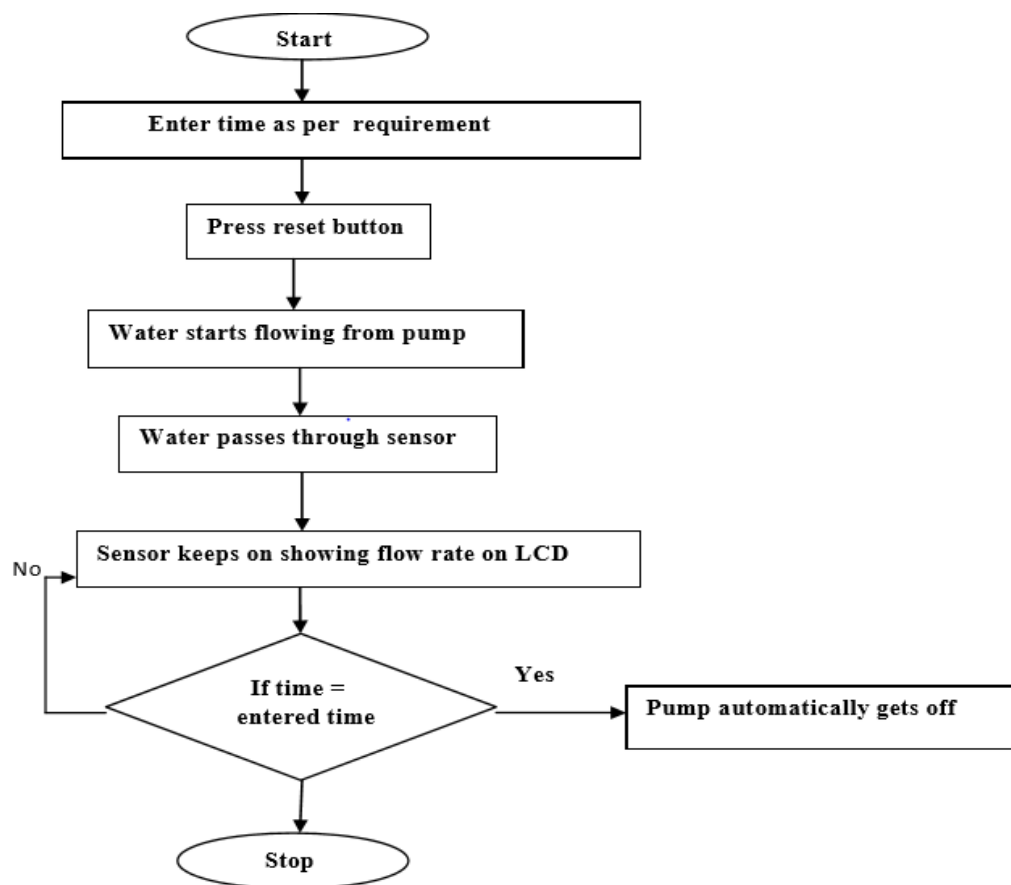 Start
Enter time as per requirement
Press reset button
Water starts flowing from pump
Water passes through sensor
Sensor keeps on showing flow rate on LCD
No
If time =
entered time
Yes
Pump automatically gets off
Stop